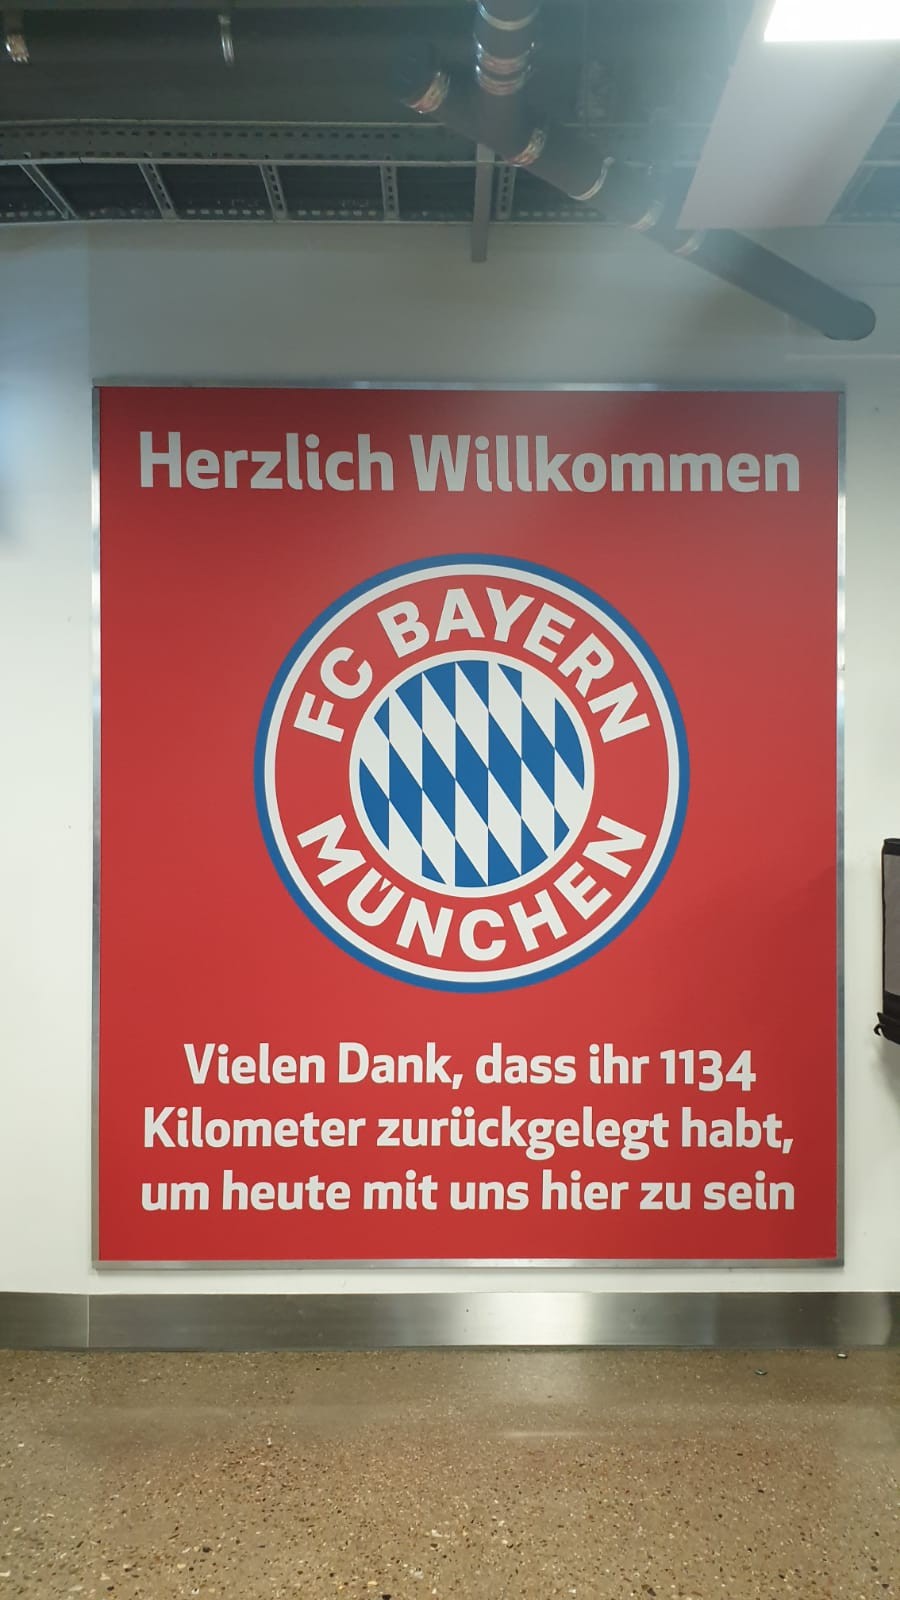 Herzlich Willkommen
FC BAYERN
MÜNCHEN
Vielen Dank, dass ihr 1134
Kilometer zurückgelegt habt,
um heute mit uns hier zu sein